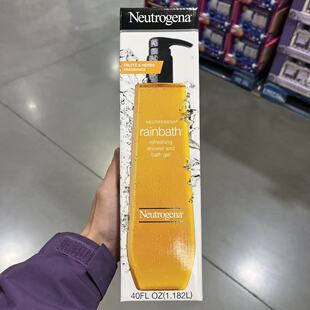 Neutrogena®
FRUITS & HERBS
FRAGRANCE
NEUTROGENA®
rainbath®
refreshing
shower and
bath gel
Neutrogena®
40FL OZ(1.182L)